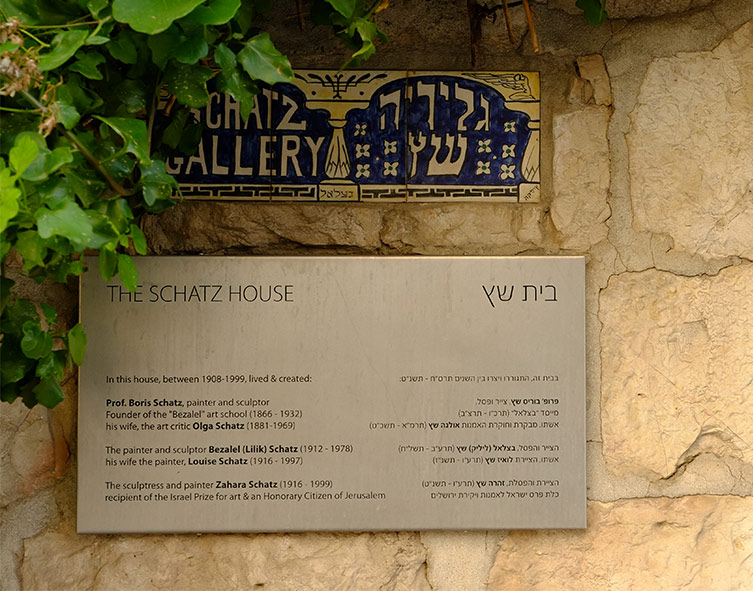 SCHATZ
GALLERY
גלריה
שץ
בצלאל
THE SCHATZ HOUSE
In this house, between 1908-1999, lived & created:
Prof. Boris Schatz, painter and sculptor
Founder of the "Bezalel" art school (1866 - 1932)
his wife, the art critic Olga Schatz (1881-1969)
The painter and sculptor Bezalel (Lilik) Schatz (1912 - 1978)
his wife the painter, Louise Schatz (1916 - 1997)
The sculptress and painter Zahara Schatz (1916 - 1999)
recipient of the Israel Prize for art & an Honorary Citizen of Jerusalem
בית שץ
בבית זה, התגוררו ויצרו בין השנים תרס"ח - תשנ"ט:
פרופ' בוריס שץ, צייר ופסל,
מייסד "בצלאל" (תרכ"ו - תרצ"ב)
אשתו, מבקרת וחוקרת האמנות אולגה שץ (תרמ"א - תשכ"ט)
הצייר והפסל, בצלאל (ליליק) שץ (תרע"ב - תשל"ח)
אשתו, הציירת לואיז שץ (תרע"ו - תשנ"ז)
הציירת והפסלת, זהרה שץ (תרע"ו - תשנ"ט)
כלת פרס ישראל לאמנות ויקירת ירושלים